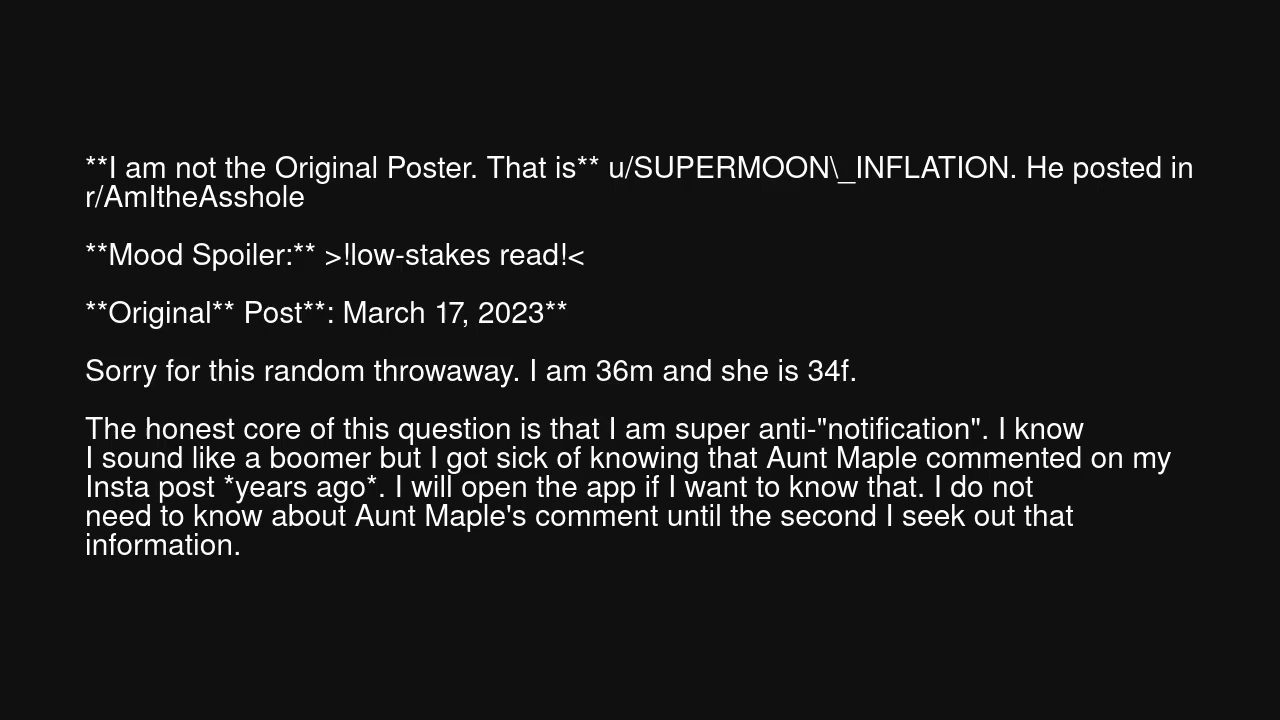 **I am not the Original Poster. That is** u/SUPERMOON\_INFLATION. He posted in
r/AmItheAsshole
**Mood Spoiler:** >!low-stakes read!<
**Original** Post**: March 17, 2023**
Sorry for this random throwaway. I am 36m and she is 34f.
The honest core of this question is that I am super anti-"notification". I know
I sound like a boomer but I got sick of knowing that Aunt Maple commented on my
Insta post *years ago*. I will open the app if I want to know that. I do not
need to know about Aunt Maple's comment until the second I seek out that
information.